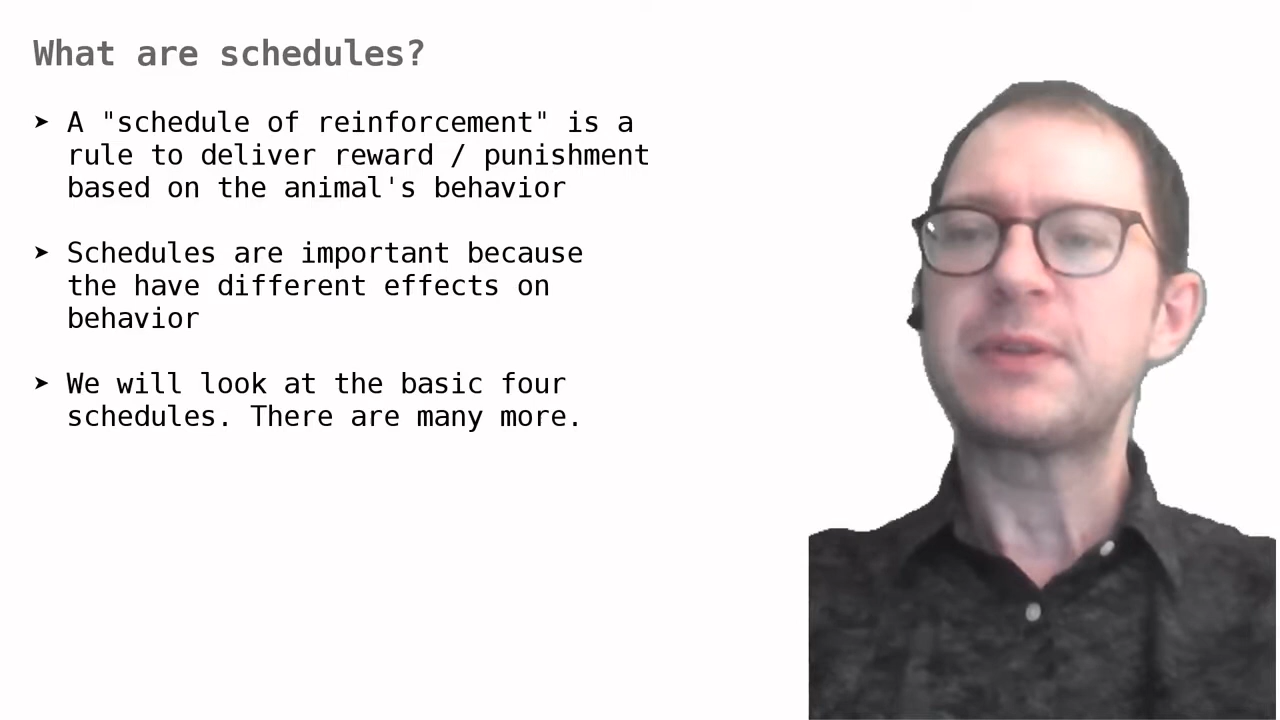 What are schedules?
➤ A "schedule of reinforcement" is a
rule to deliver reward / punishment
based on the animal's behavior
➤ Schedules are important because
the have different effects on
behavior
➤ We will look at the basic four
schedules. There are many more.